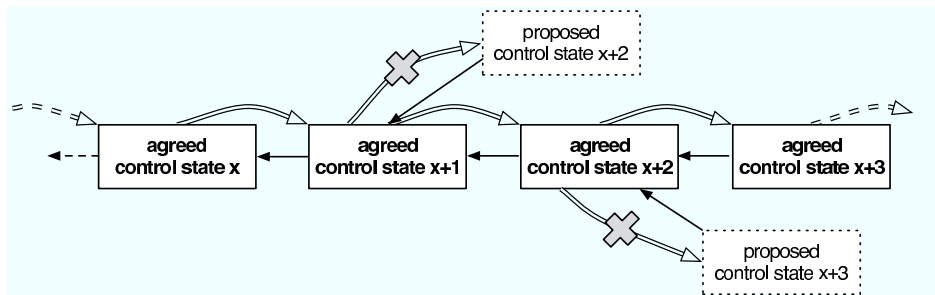 proposed
control state x+2
agreed
control state x
agreed
control state x+1
agreed
control state x+2
agreed
control state x+3
proposed
control state x+3